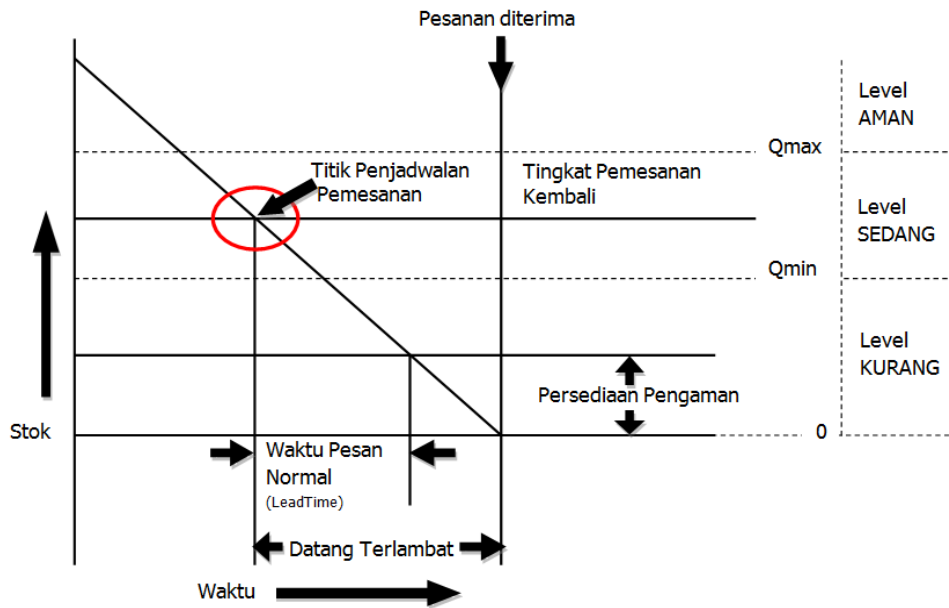 Pesanan diterima
Level
AMAN
Qmax
Titik Penjadwalan
Pemesanan
Tingkat Pemesanan
Kembali
Level
SEDANG
Qmin
Level
KURANG
Persediaan Pengaman
Stok
0
Waktu Pesan
Normal
(LeadTime)
Datang Terlambat
Waktu